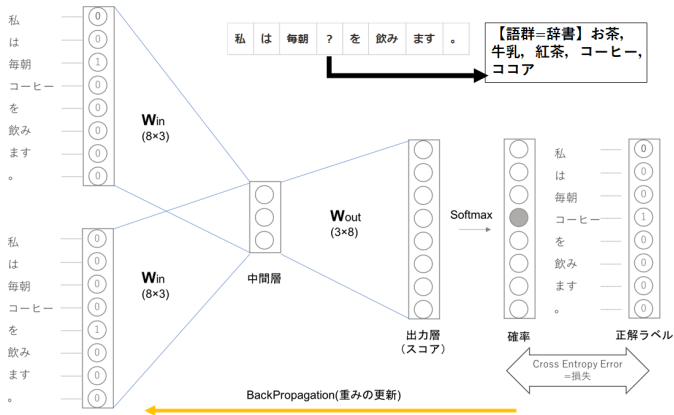 私 は 毎朝 ? を 飲み ます 。
【語群=辞書】お茶,
牛乳, 紅茶, コーヒー,
ココア
私 0
は 0
毎朝 1
コーヒー 0
を 0
飲み 0
ます 0
。 0
Win
(8×3)
私 0
は 0
毎朝 0
コーヒー 0
を 1
飲み 0
ます 0
。 0
Win
(8×3)
中間層
Wout
(3×8)
出力層
（スコア）
Softmax
確率
私 0
は 0
毎朝 0
コーヒー 1
を 0
飲み 0
ます 0
。 0
正解ラベル
Cross Entropy Error
=損失
BackPropagation(重みの更新)